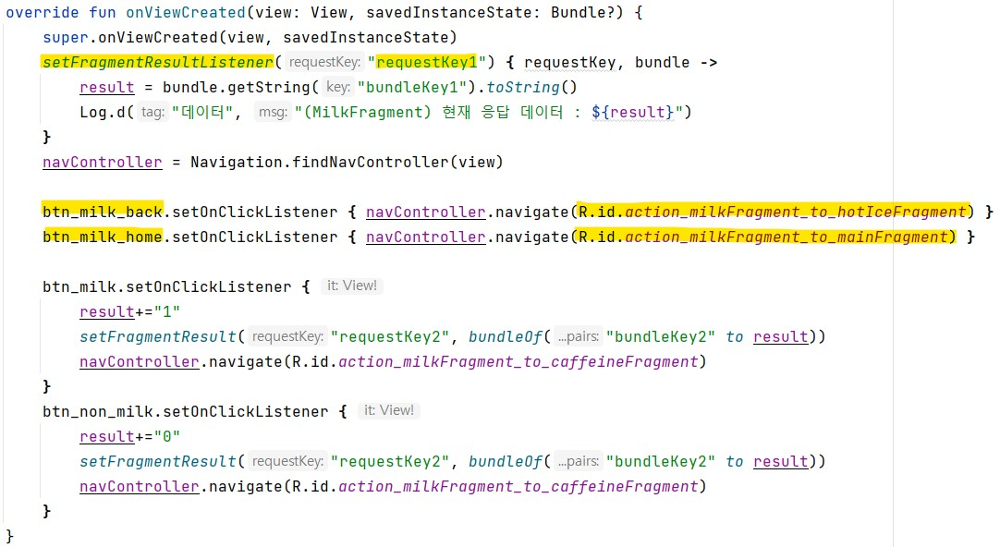 override fun onViewCreated(view: View, savedInstanceState: Bundle?) {
super.onViewCreated(view, savedInstanceState)
setFragmentResultListener( requestKey: "requestKey1") { requestKey, bundle ->
result = bundle.getString( key: "bundleKey1").toString()
Log.d( tag: "데이터", msg: "(MilkFragment) 현재 응답 데이터 : ${result}")
}
navController = Navigation.findNavController(view)
btn_milk_back.setOnClickListener { navController.navigate(R.id.action_milkFragment_to_hotIceFragment) }
btn_milk_home.setOnClickListener { navController.navigate(R.id.action_milkFragment_to_mainFragment) }
btn_milk.setOnClickListener { it: View!
result+="1"
setFragmentResult( requestKey: "requestKey2", bundleOf( ...pairs: "bundleKey2" to result))
navController.navigate(R.id.action_milkFragment_to_caffeineFragment)
}
btn_non_milk.setOnClickListener { it: View!
result+="0"
setFragmentResult( requestKey: "requestKey2", bundleOf( ...pairs: "bundleKey2" to result))
navController.navigate(R.id.action_milkFragment_to_caffeineFragment)
}
}